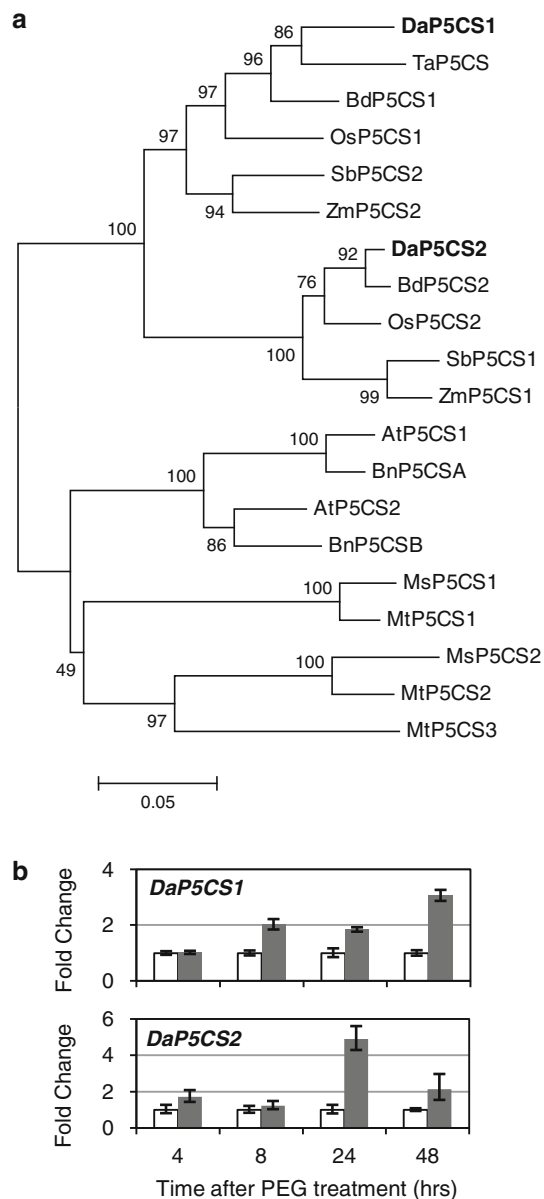 a
86
DaP5CS1
96
TaP5CS
97
BdP5CS1
97
OsP5CS1
SbP5CS2
94
ZmP5CS2
100
92
DaP5CS2
76
BdP5CS2
OsP5CS2
100
SbP5CS1
99
ZmP5CS1
100
AtP5CS1
100
BnP5CSA
AtP5CS2
86
BnP5CSB
100
MsP5CS1
MtP5CS1
49
100
MsP5CS2
MtP5CS2
97
MtP5CS3
0.05
b
DaP5CS1
Fold Change
4
2
0
DaP5CS2
Fold Change
6
4
2
0
4 8 24 48
Time after PEG treatment (hrs)